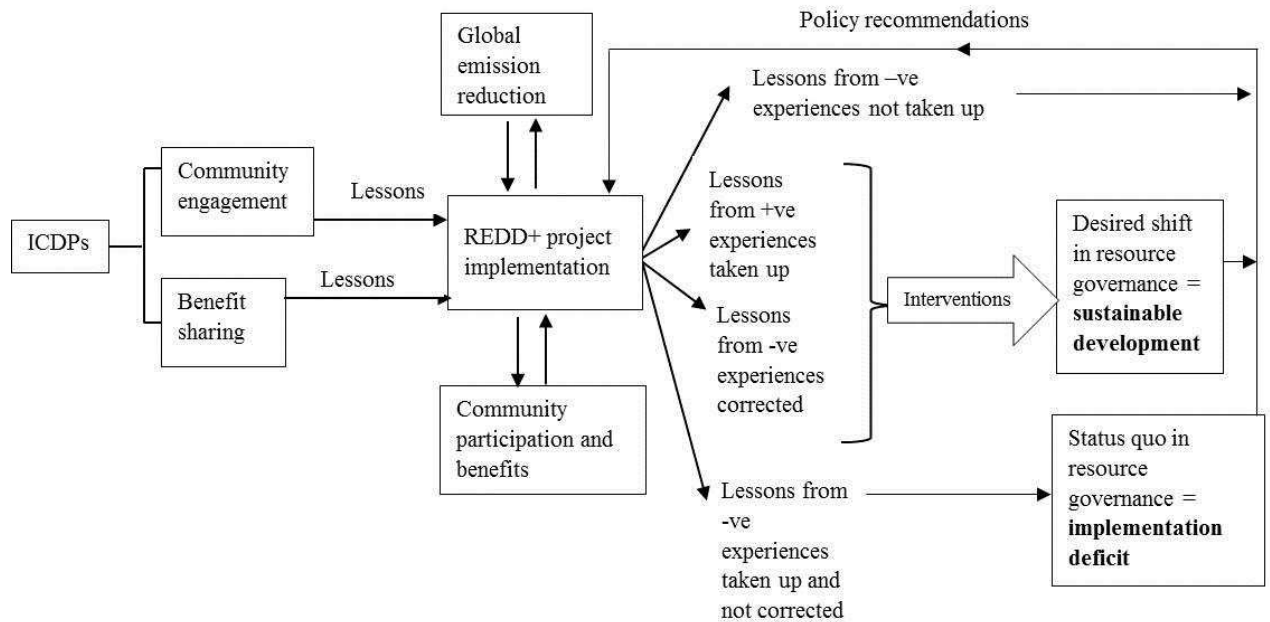 Policy recommendations
Global
emission
reduction
Lessons from –ve
experiences not taken up
Community
engagement
Lessons
ICDPs
Benefit
sharing
Lessons
REDD+ project
implementation
Community
participation and
benefits
Lessons
from +ve
experiences
taken up
Lessons
from -ve
experiences
corrected
Lessons from
-ve
experiences
taken up and
not corrected
Interventions
Desired shift
in resource
governance =
sustainable
development
Status quo in
resource
governance =
implementation
deficit